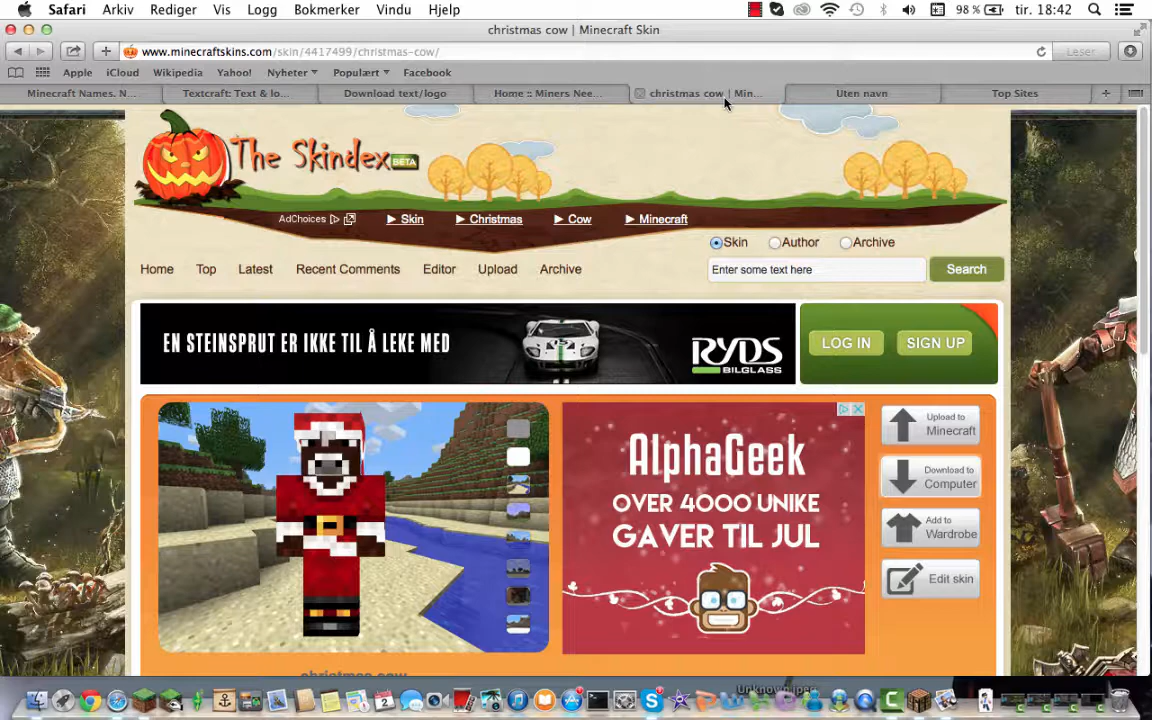 Safari Arkiv Rediger Vis Logg Bokmerker Vindu Hjelp 98 % tir. 18:42
christmas cow | Minecraft Skin
www.minecraftskins.com/skin/4417499/christmas-cow/ Leser
Apple iCloud Wikipedia Yahoo! Nyheter Populært Facebook
Minecraft Names. N... Textcraft: Text & lo... Download text/logo Home :: Miners Nee... christmas cow | Min... Uten navn Top Sites
The Skindex BETA
AdChoices Skin Christmas Cow Minecraft
Skin Author Archive
Home Top Latest Recent Comments Editor Upload Archive Enter some text here Search
EN STEINSPRUT ER IKKE TIL Å LEKE MED
RYDS
BILGLASS
LOG IN SIGN UP
AlphaGeek
OVER 4000 UNIKE
GAVER TIL JUL
Upload to
Minecraft
Download to
Computer
Add to
Wardrobe
Edit skin
christmas cow